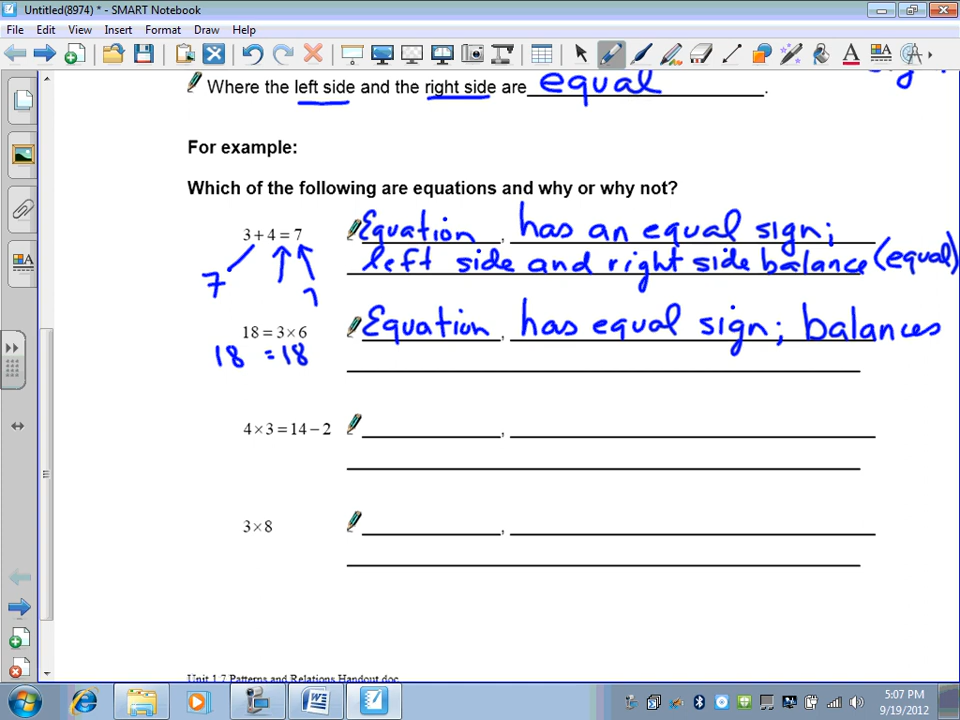 Untitled(8974) * - SMART Notebook
File Edit View Insert Format Draw Help
Where the left side and the right side are equal.
For example:
Which of the following are equations and why or why not?
3 + 4 = 7 Equation, has an equal sign;
left side and right side balance (equal)
7
18 = 3 × 6 Equation, has equal sign; balances
18 = 18
4 × 3 = 14 − 2 ,
3 × 8 ,
Unit 1.7 Patterns and Relations Handout.doc
5:07 PM
9/19/2012